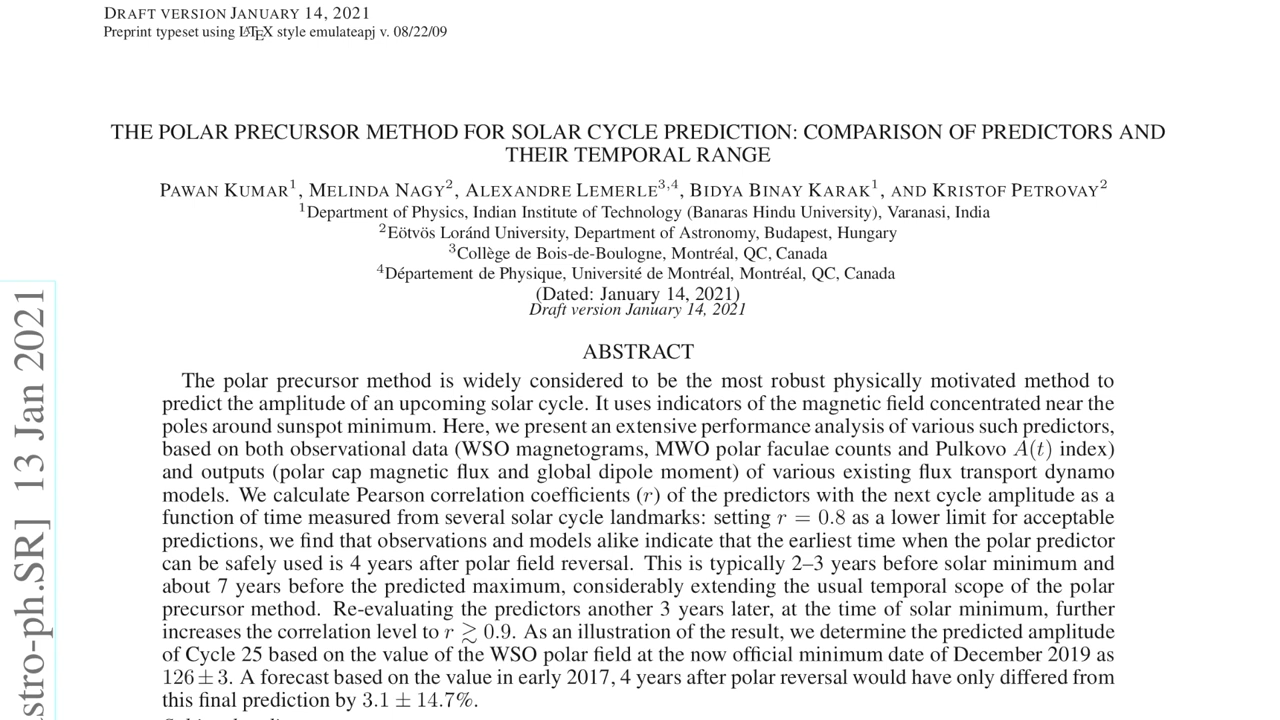 DRAFT VERSION JANUARY 14, 2021
Preprint typeset using LATEX style emulateapj v. 08/22/09
THE POLAR PRECURSOR METHOD FOR SOLAR CYCLE PREDICTION: COMPARISON OF PREDICTORS AND
THEIR TEMPORAL RANGE
PAWAN KUMAR1, MELINDA NAGY2, ALEXANDRE LEMERLE3,4, BIDYA BINAY KARAK1, AND KRISTOF PETROVAY2
1Department of Physics, Indian Institute of Technology (Banaras Hindu University), Varanasi, India
2Eötvös Loránd University, Department of Astronomy, Budapest, Hungary
3Collège de Bois-de-Boulogne, Montréal, QC, Canada
4Département de Physique, Université de Montréal, Montréal, QC, Canada
(Dated: January 14, 2021)
Draft version January 14, 2021
ABSTRACT
The polar precursor method is widely considered to be the most robust physically motivated method to
predict the amplitude of an upcoming solar cycle. It uses indicators of the magnetic field concentrated near the
poles around sunspot minimum. Here, we present an extensive performance analysis of various such predictors,
based on both observational data (WSO magnetograms, MWO polar faculae counts and Pulkovo A(t) index)
and outputs (polar cap magnetic flux and global dipole moment) of various existing flux transport dynamo
models. We calculate Pearson correlation coefficients (r) of the predictors with the next cycle amplitude as a
function of time measured from several solar cycle landmarks: setting r = 0.8 as a lower limit for acceptable
predictions, we find that observations and models alike indicate that the earliest time when the polar predictor
can be safely used is 4 years after polar field reversal. This is typically 2–3 years before solar minimum and
about 7 years before the predicted maximum, considerably extending the usual temporal scope of the polar
precursor method. Re-evaluating the predictors another 3 years later, at the time of solar minimum, further
increases the correlation level to r ≳ 0.9. As an illustration of the result, we determine the predicted amplitude
of Cycle 25 based on the value of the WSO polar field at the now official minimum date of December 2019 as
126 ± 3. A forecast based on the value in early 2017, 4 years after polar reversal would have only differed from
this final prediction by 3.1 ± 14.7%.
stro-ph.SR] 13 Jan 2021